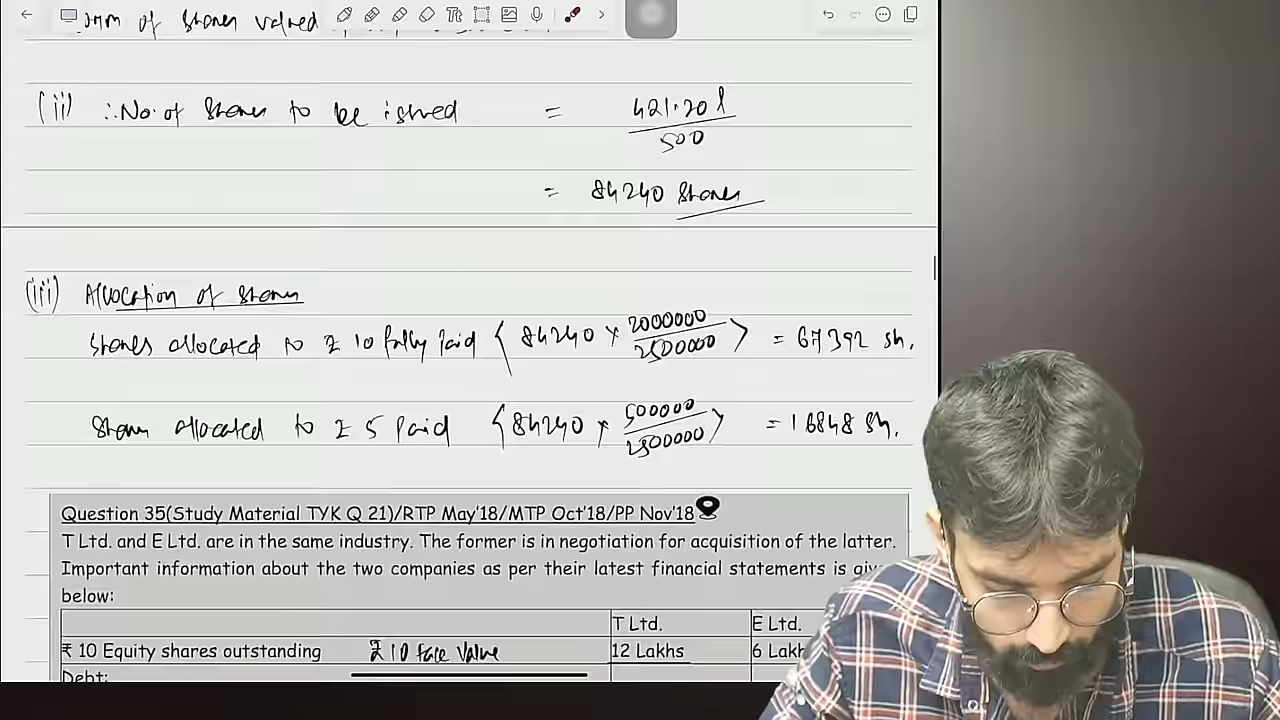 of Shares valued
(ii) ∴ No. of Shares to be issued = 421.20 l / 500
= 84240 Shares
(iii) Allocation of Shares
Shares allocated to ₹ 10 fully paid { 84240 × 2000000 / 2500000 } = 67392 sh.
Shares allocated to ₹ 5 Paid { 84240 × 500000 / 2500000 } = 16848 Sh.
Question 35(Study Material TYK Q 21)/RTP May'18/MTP Oct'18/PP Nov'18
T Ltd. and E Ltd. are in the same industry. The former is in negotiation for acquisition of the latter.
Important information about the two companies as per their latest financial statements is
below:
T Ltd. E Ltd.
₹ 10 Equity shares outstanding ₹ 10 face value 12 Lakhs 6
Debt: